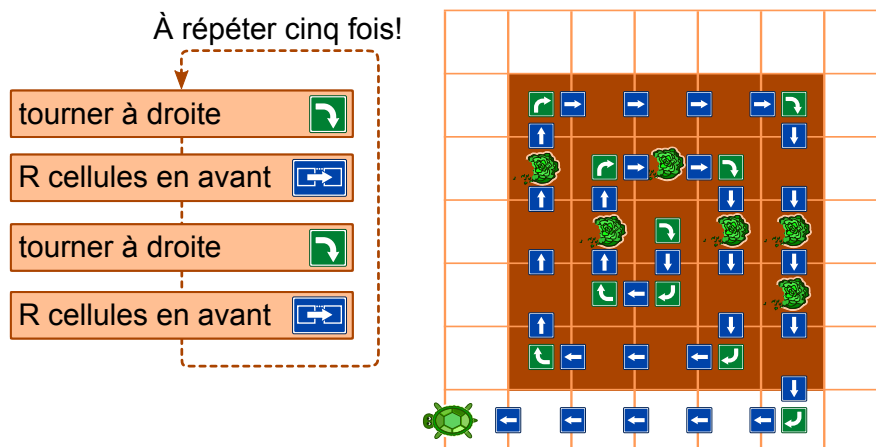 À répéter cinq fois!
tourner à droite
R cellules en avant
tourner à droite
R cellules en avant